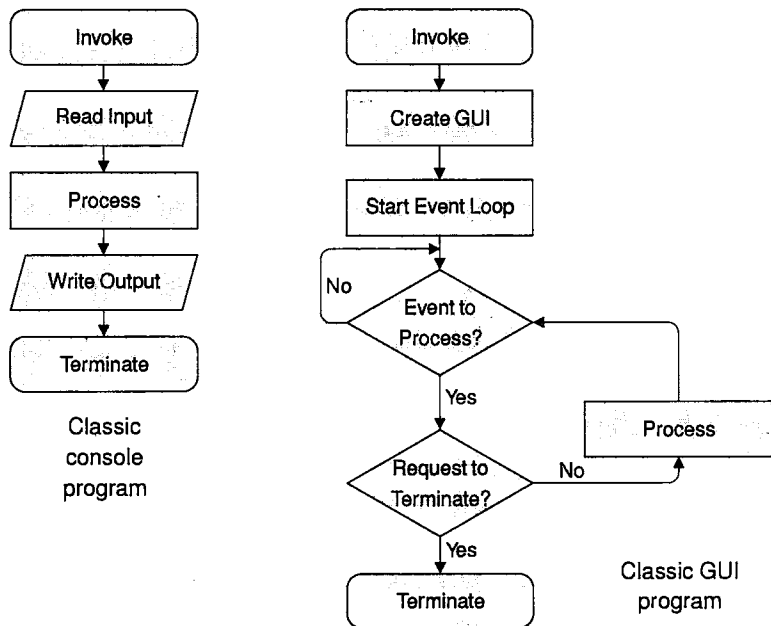 Invoke
Read Input
Process
Write Output
Terminate
Classic
console
program
Invoke
Create GUI
Start Event Loop
No
Event to
Process?
Yes
Process
Request to
Terminate?
No
Yes
Terminate
Classic GUI
program